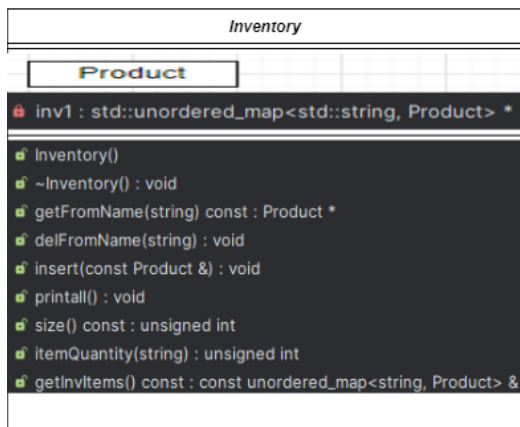 Inventory
Product
inv1 : std::unordered_map<std::string, Product> *
Inventory()
~Inventory() : void
getFromName(string) const : Product *
delFromName(string) : void
insert(const Product &) : void
printall() : void
size() const : unsigned int
itemQuantity(string) : unsigned int
getInvItems() const : const unordered_map<string, Product> &